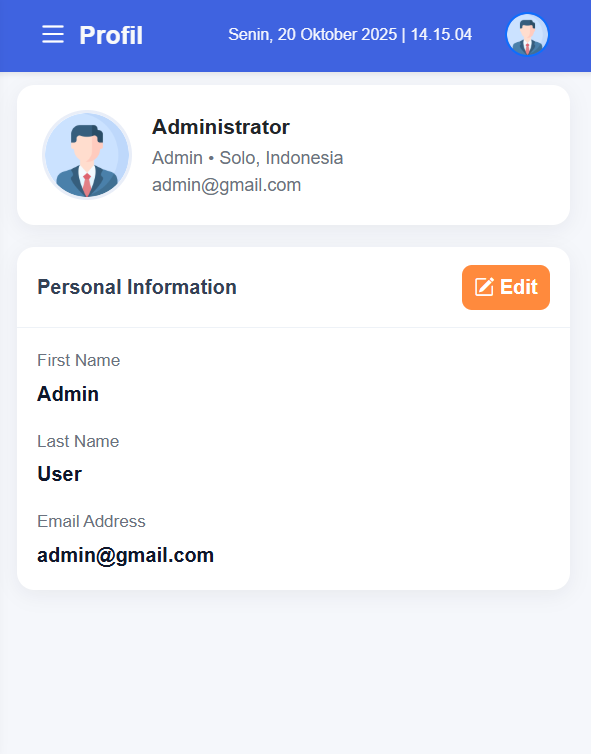 Profil
Senin, 20 Oktober 2025 | 14.15.04
Administrator
Admin • Solo, Indonesia
admin@gmail.com
Personal Information
Edit
First Name
Admin
Last Name
User
Email Address
admin@gmail.com